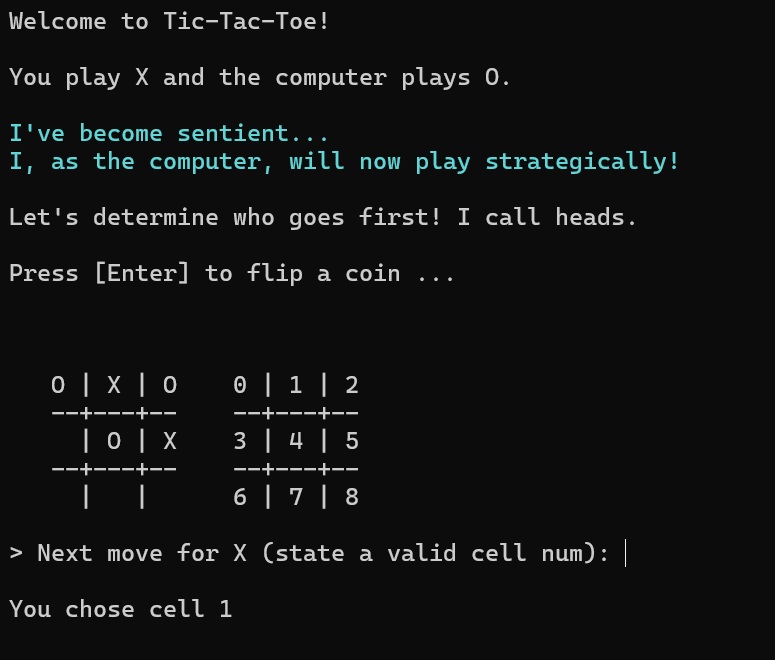 Welcome to Tic-Tac-Toe!
You play X and the computer plays O.
I've become sentient...
I, as the computer, will now play strategically!
Let's determine who goes first! I call heads.
Press [Enter] to flip a coin ...
O | X | O    0 | 1 | 2
--+---+--    --+---+--
  | O | X    3 | 4 | 5
--+---+--    --+---+--
  |   |      6 | 7 | 8
> Next move for X (state a valid cell num):
You chose cell 1